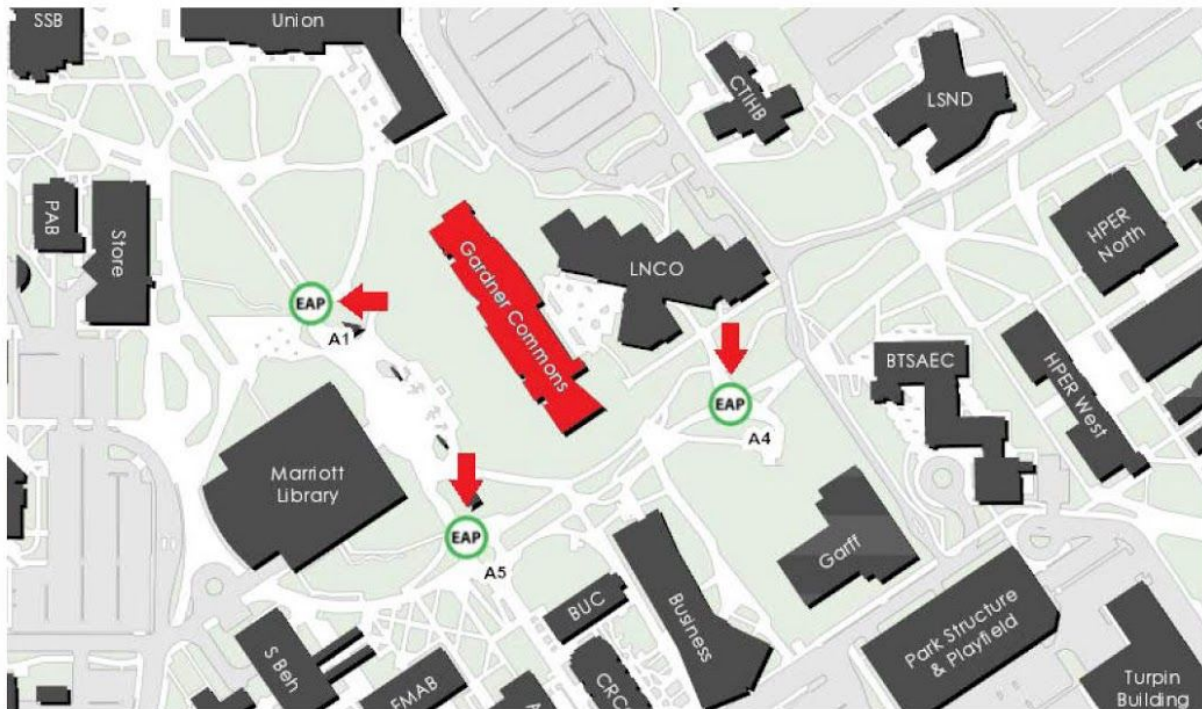 SSB
Union
CTIHB
LSND
PAB
Store
HPER
North
Gardner Commons
LNCO
EAP
A1
BTSAEC
HPER West
EAP
A4
Marriott
Library
EAP
A5
Garff
BUC
Business
S Beh
FMAB
CRC
Park Structure
& Playfield
Turpin
Building